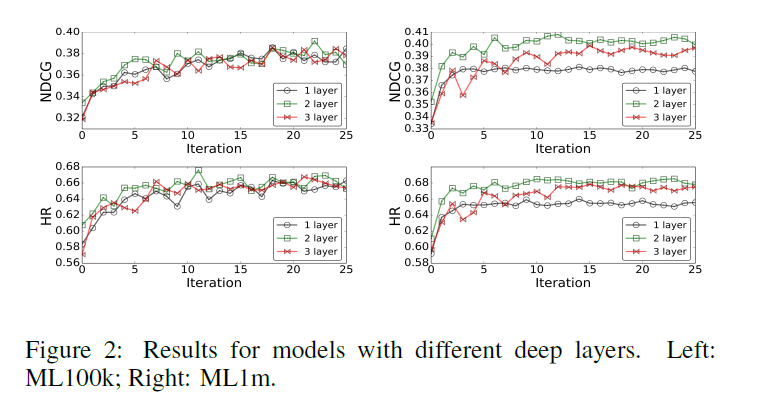 0.40
0.38
0.36
0.34
0.32
NDCG
0 5 10 15 20 25
Iteration
1 layer
2 layer
3 layer
0.41
0.40
0.39
0.38
0.37
0.36
0.35
0.34
0.33
NDCG
0 5 10 15 20 25
Iteration
1 layer
2 layer
3 layer
0.68
0.66
0.64
0.62
0.60
0.58
0.56
HR
0 5 10 15 20 25
Iteration
1 layer
2 layer
3 layer
0.68
0.66
0.64
0.62
0.60
0.58
HR
0 5 10 15 20 25
Iteration
1 layer
2 layer
3 layer
Figure 2: Results for models with different deep layers. Left:
ML100k; Right: ML1m.